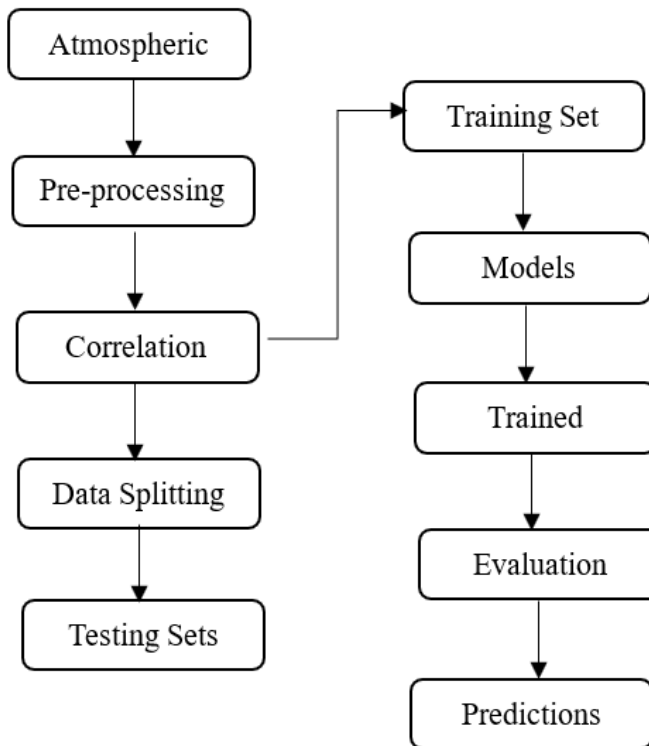 Atmospheric
Pre-processing
Correlation
Data Splitting
Testing Sets
Training Set
Models
Trained
Evaluation
Predictions